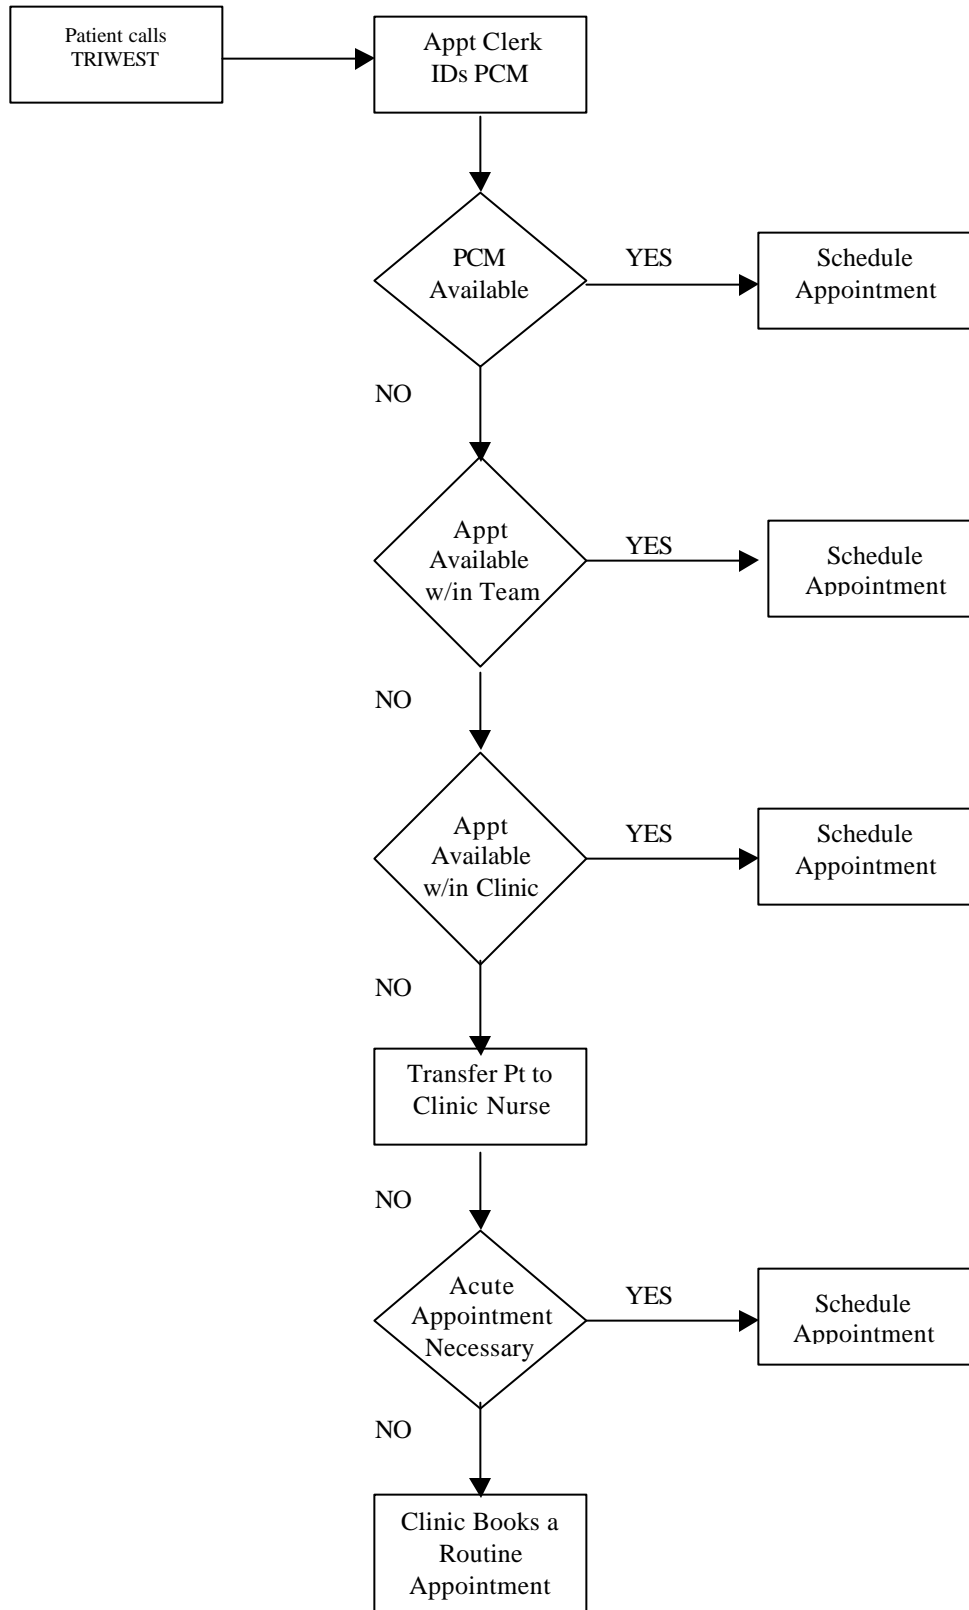 Patient calls
TRIWEST
Appt Clerk
IDs PCM
PCM
Available
YES
Schedule
Appointment
NO
Appt
Available
w/in Team
YES
Schedule
Appointment
NO
Appt
Available
w/in Clinic
YES
Schedule
Appointment
NO
Transfer Pt to
Clinic Nurse
NO
Acute
Appointment
Necessary
YES
Schedule
Appointment
NO
Clinic Books a
Routine
Appointment